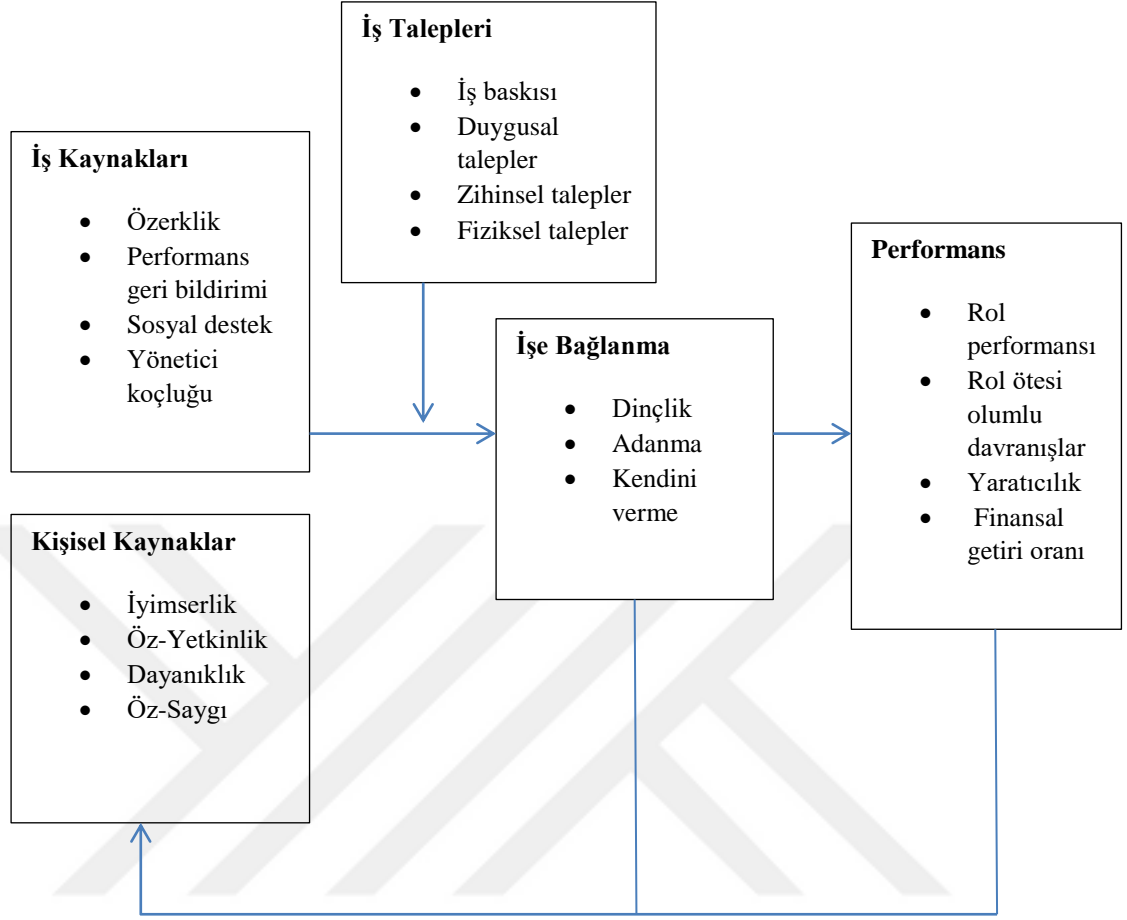 İş Talepleri
• İş baskısı
• Duygusal
talepler
• Zihinsel talepler
• Fiziksel talepler
İş Kaynakları
• Özerklik
• Performans
geri bildirimi
• Sosyal destek
• Yönetici
koçluğu
İşe Bağlanma
• Dinçlik
• Adanma
• Kendini
verme
Performans
• Rol
performansı
• Rol ötesi
olumlu
davranışlar
• Yaratıcılık
• Finansal
getiri oranı
Kişisel Kaynaklar
• İyimserlik
• Öz-Yetkinlik
• Dayanıklık
• Öz-Saygı